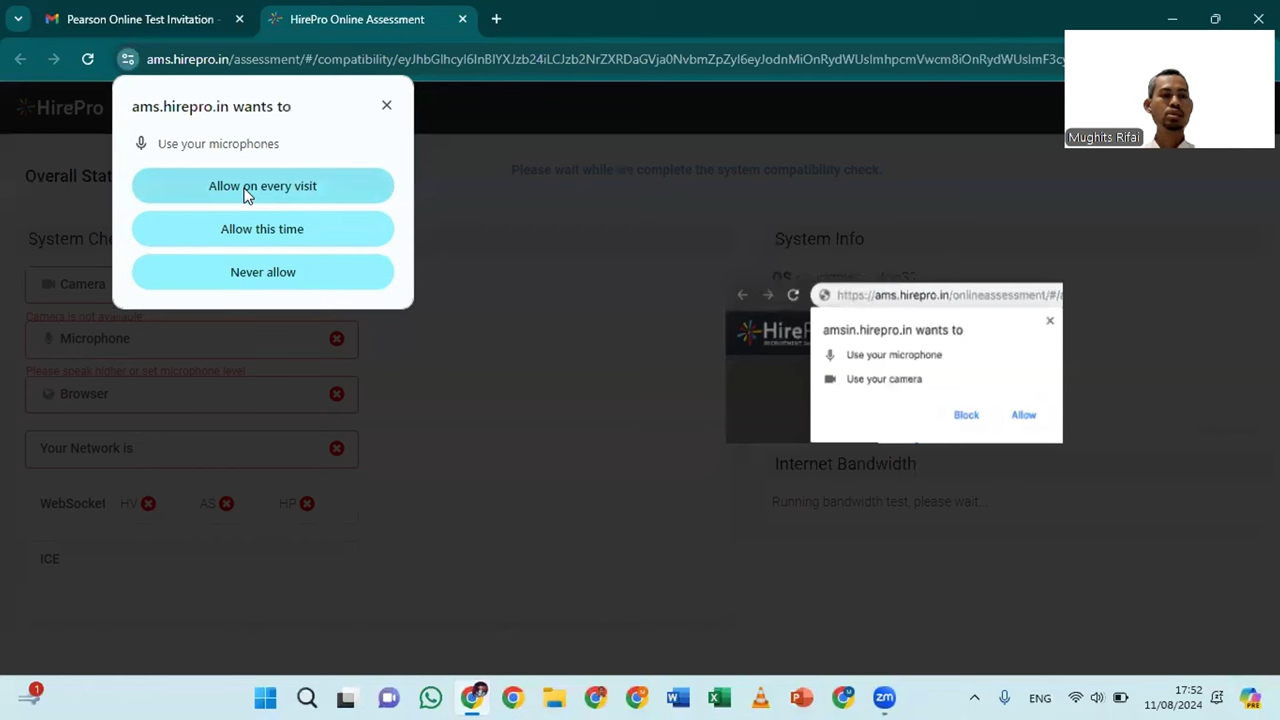 Pearson Online Test Invitation -
HirePro Online Assessment
ams.hirepro.in/assessment/#/compatibility/
HirePro
ams.hirepro.in wants to
Use your microphones
Allow on every visit
Allow this time
Never allow
Mughits Rifai
Overall Stat
Please wait while we complete the system compatibility check.
System Che
Camera
Camera is not available
Microphone
Please speak higher or set microphone level
Browser
Your Network is
WebSocket HV AS HP
ICE
System Info
OS
https://ams.hirepro.in/onlineassessment/#/
Hire
amsin.hirepro.in wants to
Use your microphone
Use your camera
Block Allow
Internet Bandwidth
Running bandwidth test, please wait...
1
ENG
17:52
11/08/2024
zm
PRE